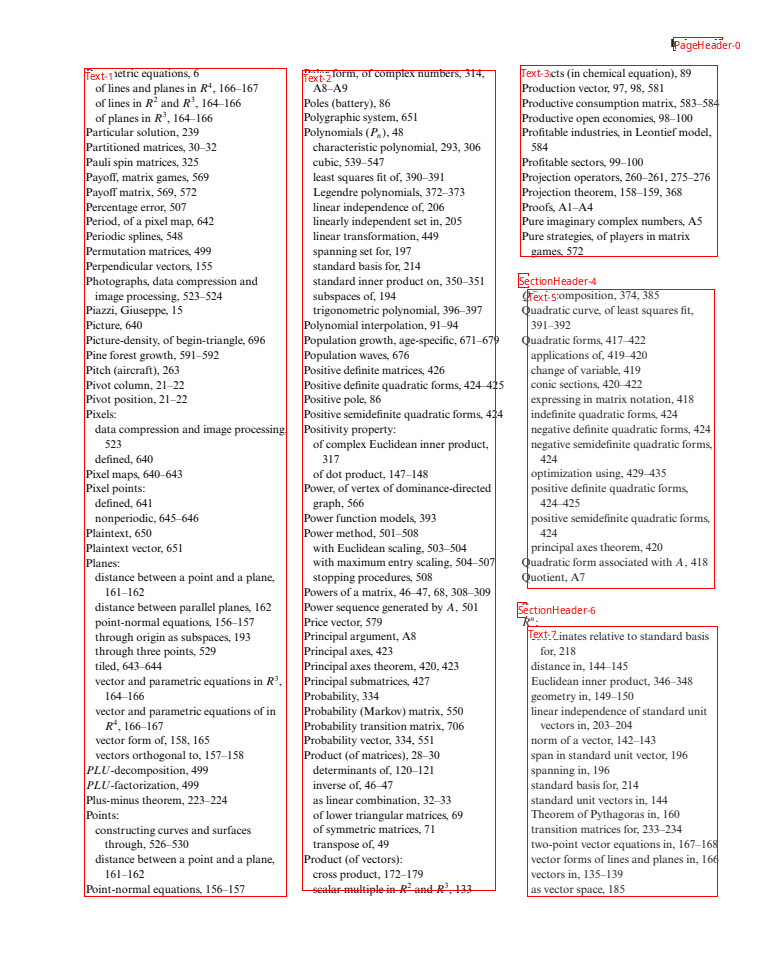 PageHeader-0
Text-1
metric equations, 6
of lines and planes in R⁴, 166–167
of lines in R² and R³, 164–166
of planes in R³, 164–166
Particular solution, 239
Partitioned matrices, 30–32
Pauli spin matrices, 325
Payoff, matrix games, 569
Payoff matrix, 569, 572
Percentage error, 507
Period, of a pixel map, 642
Periodic splines, 548
Permutation matrices, 499
Perpendicular vectors, 155
Photographs, data compression and
image processing, 523–524
Piazzi, Giuseppe, 15
Picture, 640
Picture-density, of begin-triangle, 696
Pine forest growth, 591–592
Pitch (aircraft), 263
Pivot column, 21–22
Pivot position, 21–22
Pixels:
data compression and image processing,
523
defined, 640
Pixel maps, 640–643
Pixel points:
defined, 641
nonperiodic, 645–646
Plaintext, 650
Plaintext vector, 651
Planes:
distance between a point and a plane,
161–162
distance between parallel planes, 162
point-normal equations, 156–157
through origin as subspaces, 193
through three points, 529
tiled, 643–644
vector and parametric equations in R³,
164–166
vector and parametric equations of in
R⁴, 166–167
vector form of, 158, 165
vectors orthogonal to, 157–158
PLU-decomposition, 499
PLU-factorization, 499
Plus-minus theorem, 223–224
Points:
constructing curves and surfaces
through, 526–530
distance between a point and a plane,
161–162
Point-normal equations, 156–157
Text-2
form, of complex numbers, 314,
A8–A9
Poles (battery), 86
Polygraphic system, 651
Polynomials (Pₙ), 48
characteristic polynomial, 293, 306
cubic, 539–547
least squares fit of, 390–391
Legendre polynomials, 372–373
linear independence of, 206
linearly independent set in, 205
linear transformation, 449
spanning set for, 197
standard basis for, 214
standard inner product on, 350–351
subspaces of, 194
trigonometric polynomial, 396–397
Polynomial interpolation, 91–94
Population growth, age-specific, 671–679
Population waves, 676
Positive definite matrices, 426
Positive definite quadratic forms, 424–425
Positive pole, 86
Positive semidefinite quadratic forms, 424
Positivity property:
of complex Euclidean inner product,
317
of dot product, 147–148
Power, of vertex of dominance-directed
graph, 566
Power function models, 393
Power method, 501–508
with Euclidean scaling, 503–504
with maximum entry scaling, 504–507
stopping procedures, 508
Powers of a matrix, 46–47, 68, 308–309
Power sequence generated by A, 501
Price vector, 579
Principal argument, A8
Principal axes, 423
Principal axes theorem, 420, 423
Principal submatrices, 427
Probability, 334
Probability (Markov) matrix, 550
Probability transition matrix, 706
Probability vector, 334, 551
Product (of matrices), 28–30
determinants of, 120–121
inverse of, 46–47
as linear combination, 32–33
of lower triangular matrices, 69
of symmetric matrices, 71
transpose of, 49
Product (of vectors):
cross product, 172–179
scalar multiple in R² and R³, 133
Text-3
cts (in chemical equation), 89
Production vector, 97, 98, 581
Productive consumption matrix, 583–584
Productive open economies, 98–100
Profitable industries, in Leontief model,
584
Profitable sectors, 99–100
Projection operators, 260–261, 275–276
Projection theorem, 158–159, 368
Proofs, A1–A4
Pure imaginary complex numbers, A5
Pure strategies, of players in matrix
games, 572
SectionHeader-4
Text-5
composition, 374, 385
Quadratic curve, of least squares fit,
391–392
Quadratic forms, 417–422
applications of, 419–420
change of variable, 419
conic sections, 420–422
expressing in matrix notation, 418
indefinite quadratic forms, 424
negative definite quadratic forms, 424
negative semidefinite quadratic forms,
424
optimization using, 429–435
positive definite quadratic forms,
424–425
positive semidefinite quadratic forms,
424
principal axes theorem, 420
Quadratic form associated with A, 418
Quotient, A7
SectionHeader-6
Rⁿ:
Text-7
inates relative to standard basis
for, 218
distance in, 144–145
Euclidean inner product, 346–348
geometry in, 149–150
linear independence of standard unit
vectors in, 203–204
norm of a vector, 142–143
span in standard unit vector, 196
spanning in, 196
standard basis for, 214
standard unit vectors in, 144
Theorem of Pythagoras in, 160
transition matrices for, 233–234
two-point vector equations in, 167–168
vector forms of lines and planes in, 166
vectors in, 135–139
as vector space, 185